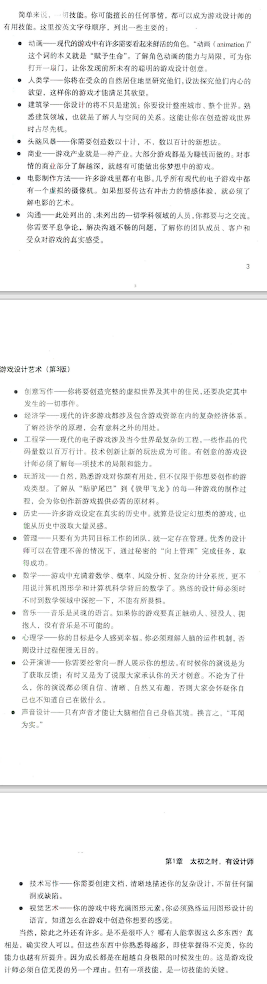 简单来说，一切技能。你可能擅长的任何事情，都可以成为游戏设计师的
有用技能。这里按英文字母顺序，列出一些主要的：
● 动画——现代的游戏中有许多需要看起来鲜活的角色。"动画（animation）"
这个词的本义就是"赋予生命"。了解角色动画的能力与局限，可为你
打开一扇门，让你发现前所未有的聪明的游戏设计创意。
● 人类学——你将在受众的自然居住地里研究他们，设法探究他们内心的
欲望，这样你的游戏才能满足其欲望。
● 建筑学——你设计的将不只是建筑；你要设计整座城市、整个世界。熟
悉建筑领域，也就是了解人与空间的关系，这能让你在创造游戏世界
时占尽先机。
● 头脑风暴——你需要创造数以十计，不，数以百计的新想法。
● 商业——游戏产业就是一种产业，大部分游戏都是为赚钱而做的。对事
情的商业部分了解越深，就越有可能做出你梦想中的游戏。
● 电影制作方法——许多游戏里都有电影。几乎所有现代的电子游戏中都
有一个虚拟的摄像机。如果想要传达有冲击力的情感体验，就必须了
解电影的艺术。
● 沟通——此处列出的、未列出的一切学科领域的人员，你都要与之交流。
你需要平息争论，解决沟通不畅的问题，了解你的团队成员、客户和
受众对游戏的真实感受。
3
游戏设计艺术（第3版）
● 创意写作——你将要创造完整的虚拟世界及其中的住民，还要决定其中
发生的一切事件。
● 经济学——现代的许多游戏都涉及包含游戏资源在内的复杂经济体系。
了解经济学的原理，会有意料之外的用处。
● 工程学——现代的电子游戏涉及当今世界最复杂的工程，一些作品的代
码量数以百万行计。技术创新让新的玩法成为可能。有创意的游戏设
计师必须了解每一项技术的局限和能力。
● 玩游戏——自然，熟悉游戏对你颇有用处，但不仅限于你想要创作的游
戏类型。了解从"贴驴尾巴"到《铁甲飞龙》的每一种游戏的制作过
程，会为你创作新游戏提供必需的原材料。
● 历史——许多游戏设定在真实的历史中。就算是设定幻想类的游戏，也
能从历史中汲取大量灵感。
● 管理——只要有为共同目标工作的团队，就一定存在管理。优秀的设计
师可以在管理不善的情况下，通过秘密的"向上管理"完成任务，取
得成功。
● 数学——游戏中充满着数学、概率、风险分析、复杂的计分系统，更不
用说计算机图形学和计算机科学背后的数学了。熟练的设计师必须时
不时到数学领域中深挖一下，不能有所畏惧。
● 音乐——音乐是灵魂的语言。如果你的游戏要真正触动人、浸没人、拥
抱人，没有音乐是不可能的。
● 心理学——你的目标是令人感到幸福。你必须理解人脑的运作机制，否
则设计过程便漫无目的。
● 公开演讲——你需要经常向一群人展示你的想法。有时候你的演说是为
了获取反馈；有时又是为了说服大家承认你的天才创意。不论为了什
么，你的演说都必须自信、清晰、自然又有趣，否则大家会怀疑你自
己也不知道自己在做什么。
● 声音设计——只有声音才能让大脑相信自己身临其境。换言之，"耳闻
为实。"
第1章 太初之时，有设计师
● 技术写作——你需要创建文档，清晰地描述你的复杂设计，不留任何漏
洞或缺陷。
● 视觉艺术——你的游戏中将充满图形元素。你必须熟练运用图形设计的
语言，知道怎么在游戏中创造你想要的感觉。
当然，除此之外还有许多。是不是很吓人？哪有人能掌握这么多东西？真
相是，确实没人可以。但这些东西中你熟悉得越多，即使掌握得不完美，你的
能力也越有所提升，因为成长都是在超越自身极限的时候发生的。这是游戏设
计师必须自信无畏的另一个理由。但有一项技能，是一切技能的关键。